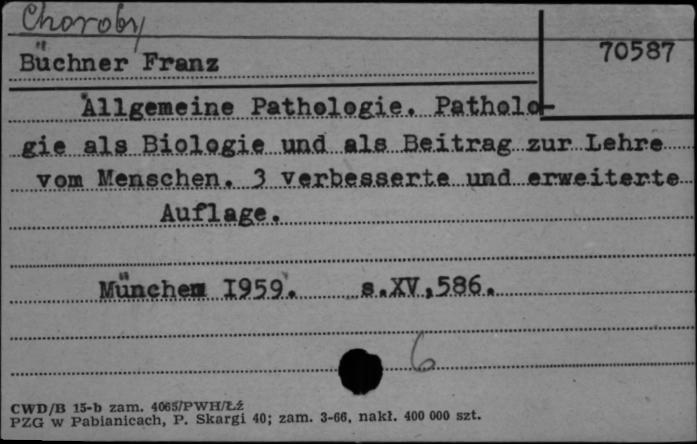 Choroby
Büchner Franz
70587
Allgemeine Pathologie. Patholo-
gie als Biologie und als Beitrag zur Lehre
vom Menschen. 3 verbesserte und erweiterte
Auflage.
München I959. s.XV,586.
6
CWD/B 15-b zam. 4065/PWH/Łź
PZG w Pabianicach, P. Skargi 40; zam. 3-66, nakł. 400 000 szt.